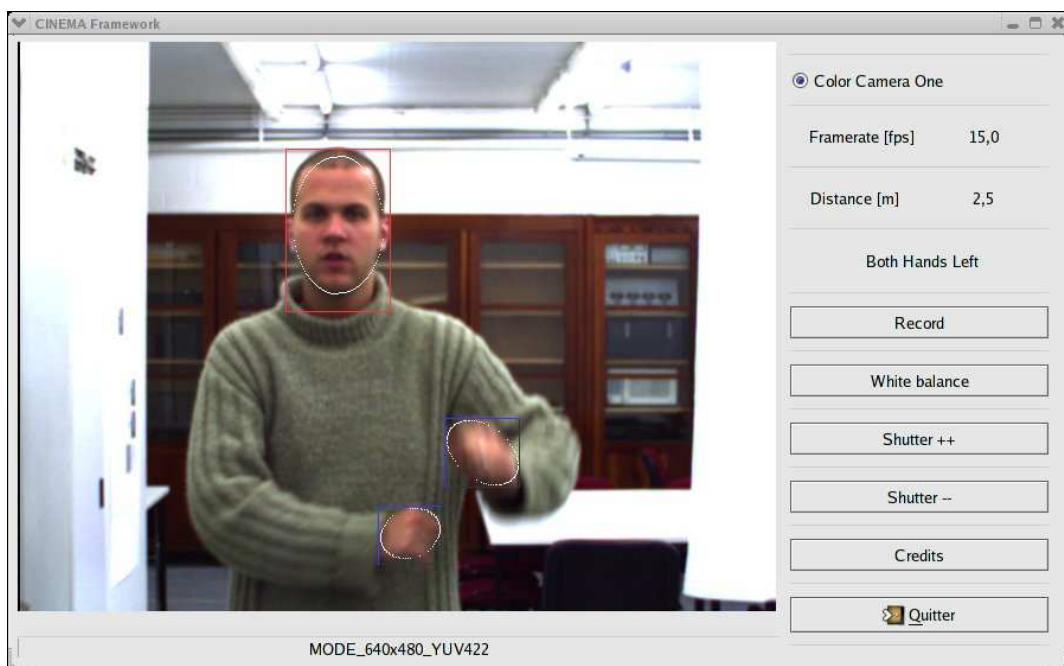 CINEMA Framework
Color Camera One
Framerate [fps] 15,0
Distance [m] 2,5
Both Hands Left
Record
White balance
Shutter ++
Shutter --
Credits
Quitter
MODE_640x480_YUV422